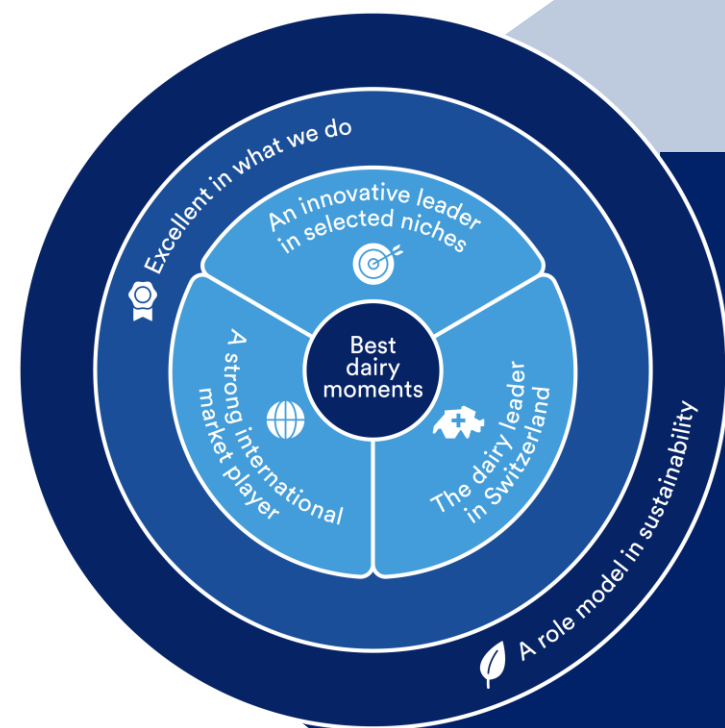 Excellent in what we do
An innovative leader
in selected niches
Best
dairy
moments
A strong international
market player
The dairy leader
in Switzerland
A role model in sustainability